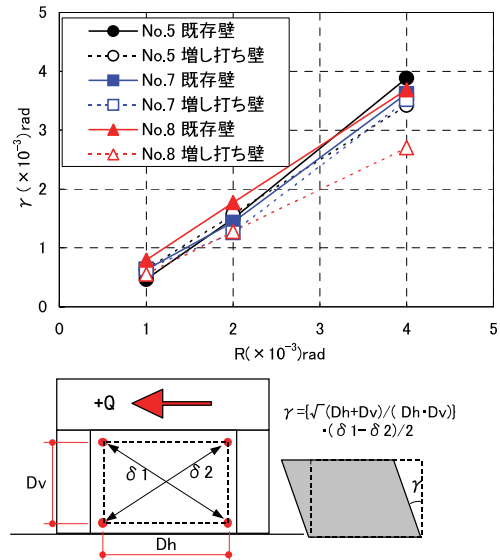 No.5 既存壁
No.5 増し打ち壁
No.7 既存壁
No.7 増し打ち壁
No.8 既存壁
No.8 増し打ち壁
γ(×10⁻³)rad
5
4
3
2
1
0
0 1 2 3 4 5
R(×10⁻³)rad
+Q
γ={√(Dh+Dv)/(Dh・Dv)}
・(δ1-δ2)/2
δ1 δ2
Dv
γ
Dh